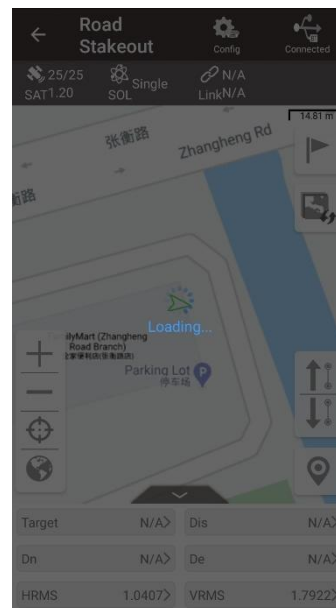 Road
Stakeout
Config
Connected
25/25
SAT1.20
Single
SOL
N/A
LinkN/A
14.81 m
张衡路
Zhangheng Rd
衡路
FamilyMart (Zhangheng
Road Branch)
Loading...
Parking Lot P
停车场
Target N/A>
Dis N/A>
Dn N/A>
De N/A>
HRMS 1.0407>
VRMS 1.7922>